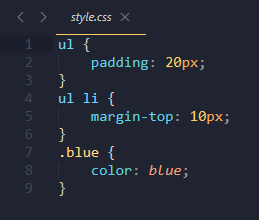 style.css
1 ul {
2     padding: 20px;
3 }
4 ul li {
5     margin-top: 10px;
6 }
7 .blue {
8     color: blue;
9 }